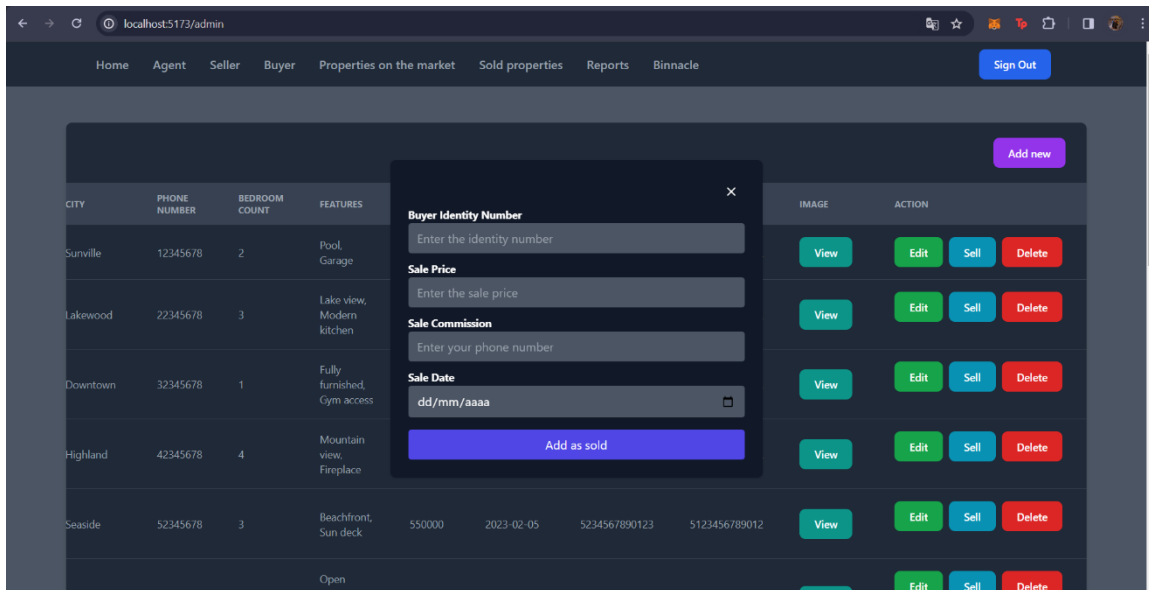 localhost:5173/admin
Home Agent Seller Buyer Properties on the market Sold properties Reports Binnacle Sign Out
Add new
CITY PHONE NUMBER BEDROOM COUNT FEATURES IMAGE ACTION
Sunville 12345678 2 Pool, Garage View Edit Sell Delete
Lakewood 22345678 3 Lake view, Modern kitchen View Edit Sell Delete
Downtown 32345678 1 Fully furnished, Gym access View Edit Sell Delete
Highland 42345678 4 Mountain view, Fireplace View Edit Sell Delete
Seaside 52345678 3 Beachfront, Sun deck 550000 2023-02-05 5234567890123 5123456789012 View Edit Sell Delete
Open Edit Sell Delete
Buyer Identity Number
Enter the identity number
Sale Price
Enter the sale price
Sale Commission
Enter your phone number
Sale Date
dd/mm/aaaa
Add as sold